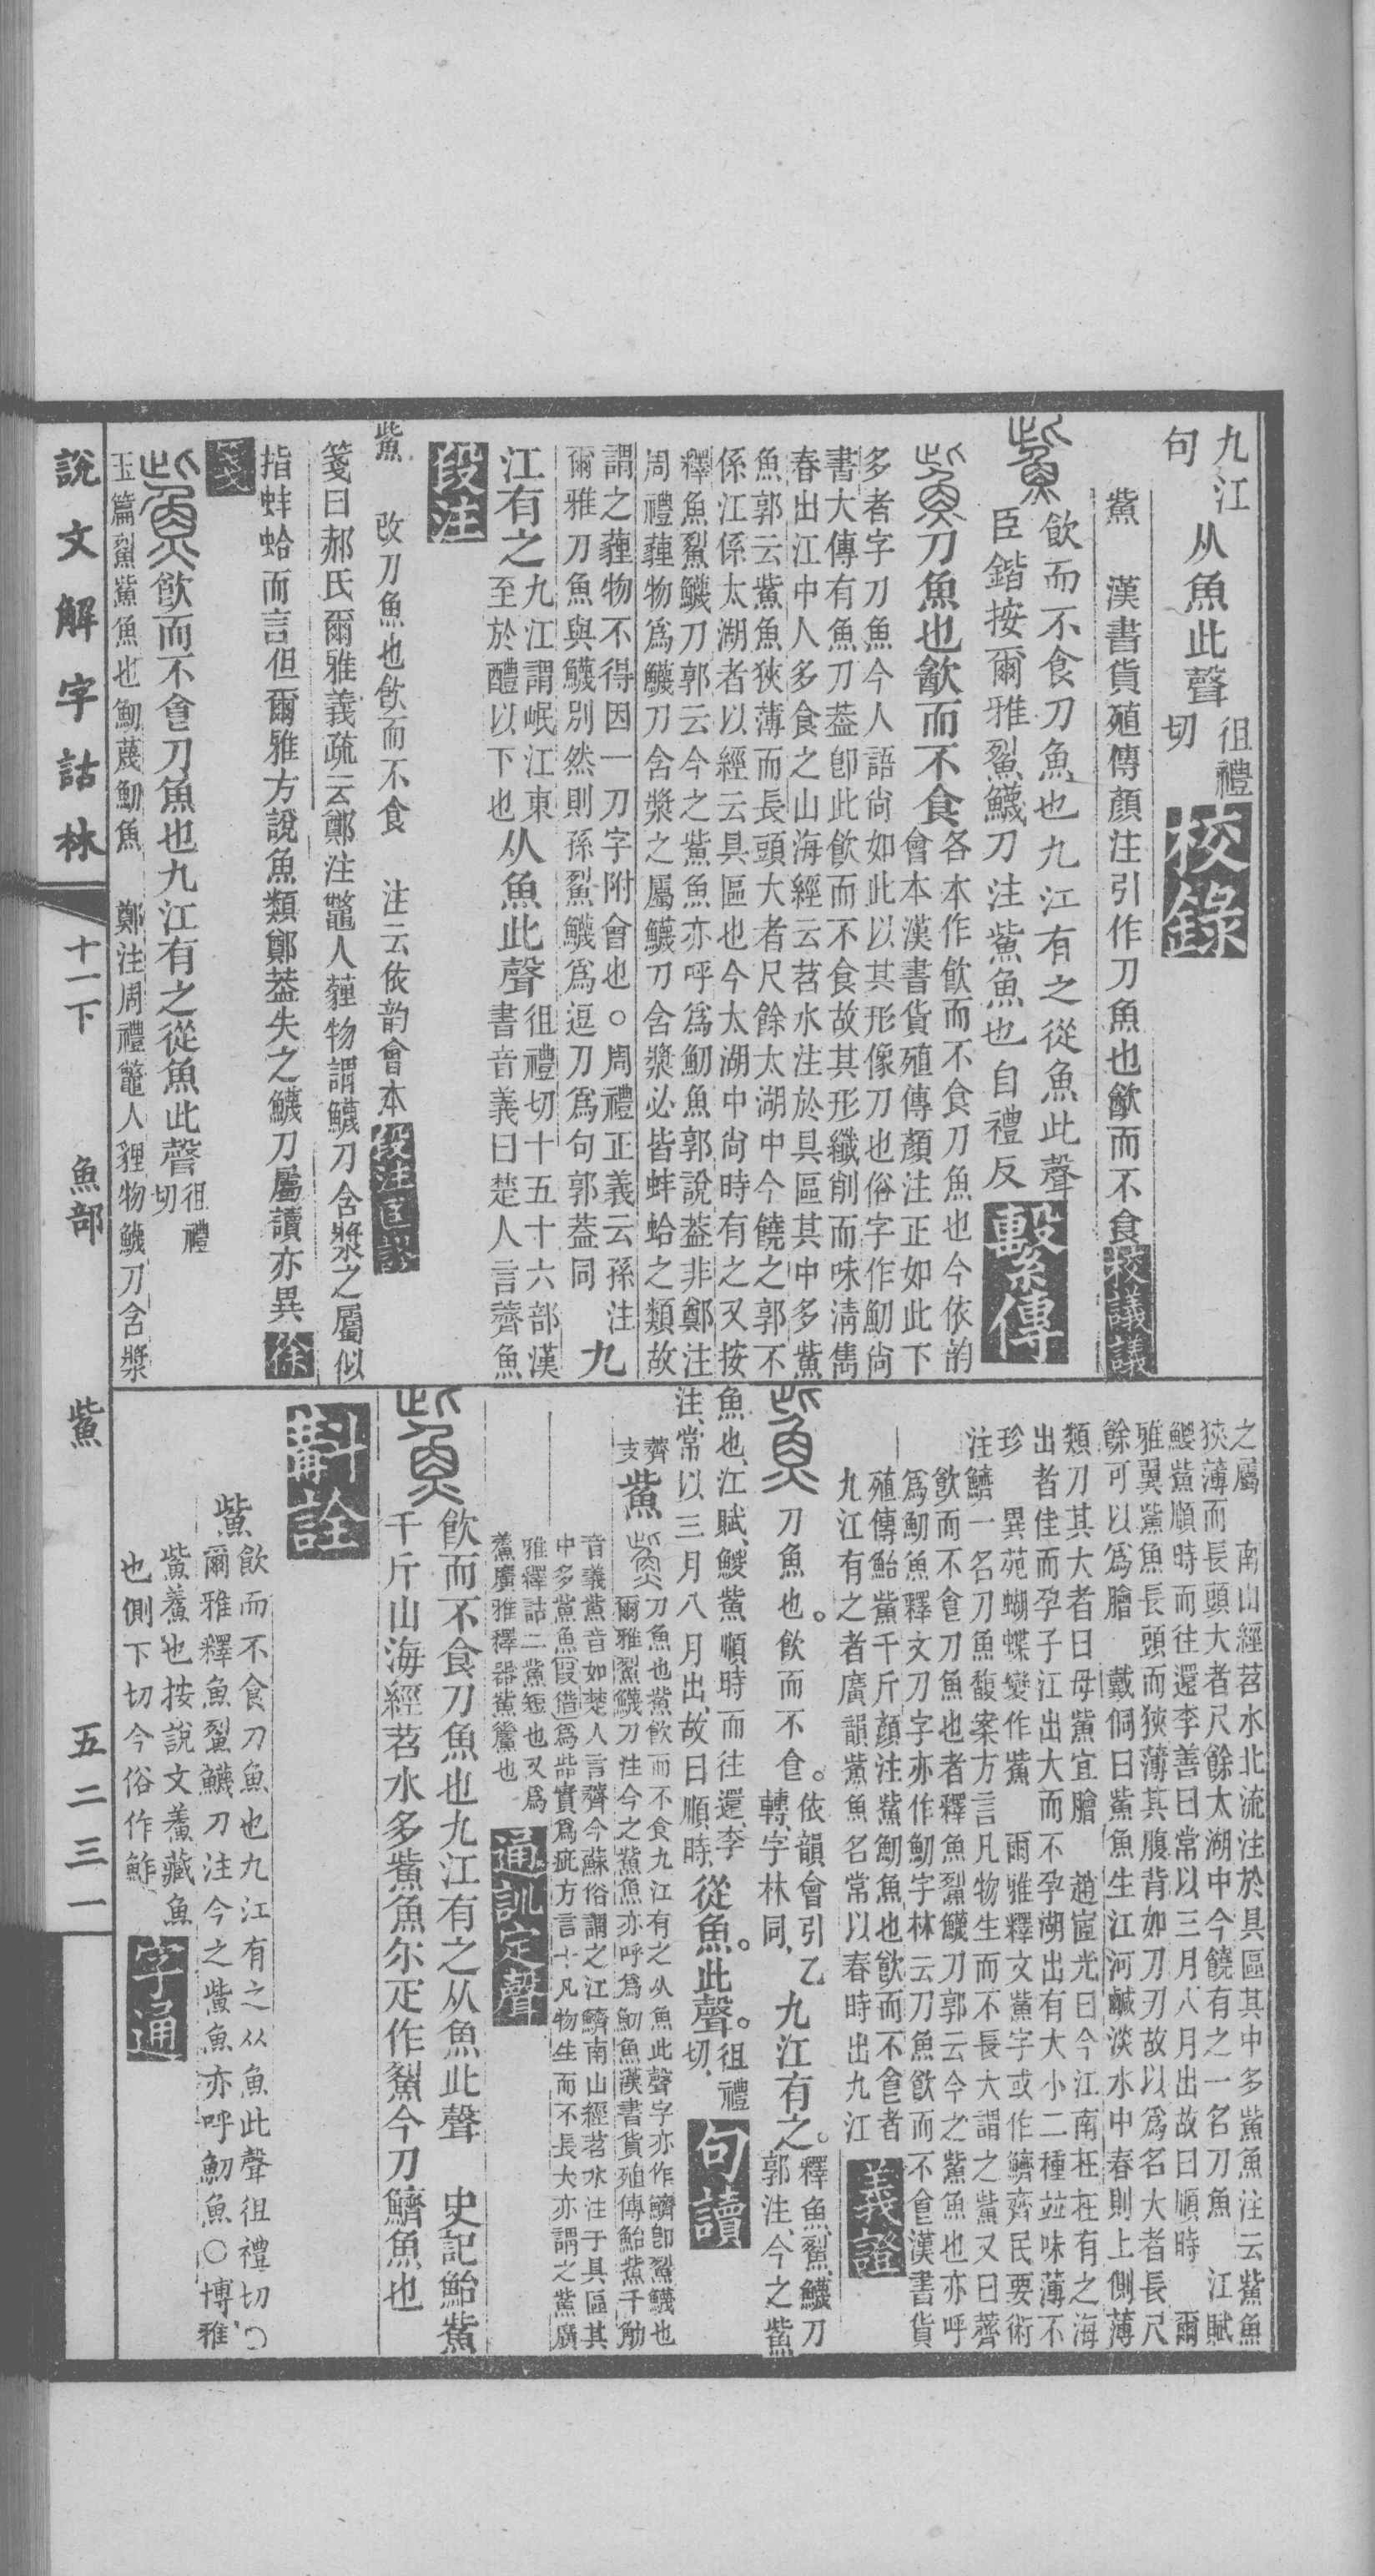 九江
句
从魚此聲
徂禮
切
校錄
鮆　漢書貨殖傳顏注引作刀魚也㱃而不食
校議議
飲而不食刀魚也九江有之從魚此聲
臣鍇按爾雅鮤鱴刀注鮆魚也自禮反
繫傳
刀魚也㱃而不食
各本作飲而不食刀魚也今依韵
會本漢書貨殖傳顏注正如此下
多者字刀魚今人語尚如此以其形像刀也俗字作魛尚
書大傳有魚刀葢卽此飲而不食故其形纖削而味淸雋
春出江中人多食之山海經云苕水注於具區其中多鮆
魚郭云鮆魚狹薄而長頭大者尺餘太湖中今饒之郭不
係江係太湖者以經云具區也今太湖中尚時有之又按
釋魚鮤鱴刀郭云今之鮆魚亦呼爲魛魚郭說葢非鄭注
周禮薶物爲鱴刀含漿之屬鱴刀含漿必皆蚌蛤之類故
謂之薶物不得因一刀字附會也○周禮正義云孫注
爾雅刀魚與鱴別然則孫鮤鱴爲逗刀爲句郭葢同
九
江有之
九江謂岷江東
至於醴以下也
从魚此聲
徂禮切十五十六部漢
書音義曰楚人言薺魚
段注
鮆　改刀魚也飲而不食　注云依韵會本
段注匡謬
箋曰郝氏爾雅義疏云鄭注鼈人薶物謂鱴刀含漿之屬似
指蚌蛤而言但爾雅方說魚類鄭葢失之鱴刀屬讀亦異
徐
箋
飮而不㑒刀魚也九江有之從魚此聲
徂禮
切
玉篇鮤鮆魚也魛蔑魛魚　鄭注周禮鼈人貍物鱴刀含漿
之屬　南山經苕水北流注於具區其中多鮆魚注云鮆魚
狹薄而長頭大者尺餘太湖中今饒有之一名刀魚　江賦
鯼鮆順時而往還李善曰常以三月八月出故曰順時　爾
雅翼鮆魚長頭而狹薄其腹背如刀刃故以爲名大者長尺
餘可以爲膾　戴侗曰鮆魚生江河鹹淡水中春則上側薄
類刀其大者曰母鮆宜膾　趙宧光曰今江南在在有之海
出者佳而孕子江出大而不孕湖出有大小二種竝味薄不
珍　異苑蝴蝶變作鮆　爾雅釋文鮆字或作鱭齊民要術
注鱭一名刀魚馥案方言凡物生而不長大謂之鮆又曰薺
飮而不㑒刀魚也者釋魚鮤鱴刀郭云今之鮆魚也亦呼
爲魛魚釋文刀字亦作魛字林云刀魚飮而不㑒漢書貨
殖傳鮐鮆千斤顏注鮆魛魚也飮而不㑒者
九江有之者廣韻鮆魚名常以春時出九江
義證
刀魚也。飲而不㑒。
依韻會引乙
轉、字林同、
九江有之。
釋魚鮤鱴刀
郭注、今之鮆
魚也、江賦、鯼鮆順時而往還、李
注、常以三月八月出、故曰順時、
從魚。此聲。
徂禮
切、
句讀
薺
支
鮆
刀魚也鮆飲而不食九江有之从魚此聲字亦作鱭卽鮤鱴也
爾雅鮤鱴刀注今之鮆魚亦呼爲魛魚漢書貨殖傳鮐鮆千觔
音義鮆音如楚人言薺今蘇俗謂之江鱭南山經苕水注于具區其
中多鮆魚假借爲呰實爲疵方言十凡物生而不長大亦謂之鮆廣
雅釋詁二鮆短也又爲
鮺廣雅釋器鮆鮺也
通訓定聲
飲而不食刀魚也九江有之从魚此聲　史記鮐鮆
千斤山海經苕水多鮆魚尒疋作鮤今刀鱭魚也
斠詮
鮆
飲而不食刀魚也九江有之从魚此聲徂禮切○
爾雅釋魚鮤鱴刀注今之鮆魚亦呼魛魚○博雅
鮆鮺也按說文鮺藏魚
也側下切今俗作鮓
字通
說文解字詁林　十一下　魚部　鮆　五二三一